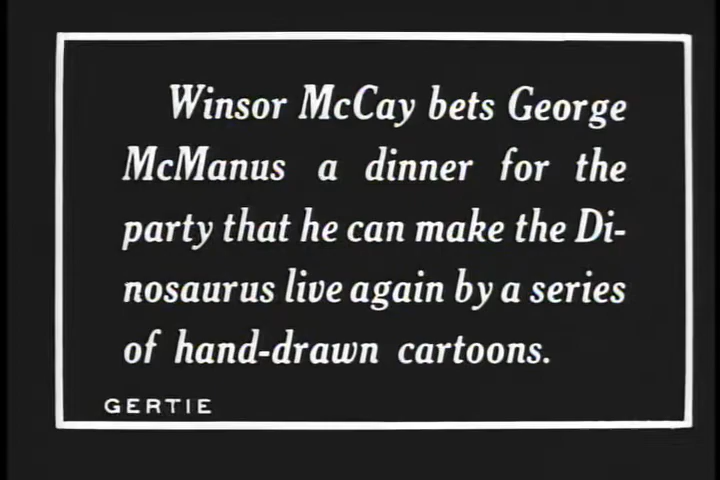 Winsor McCay bets George
McManus a dinner for the
party that he can make the Di-
nosaurus live again by a series
of hand-drawn cartoons.
GERTIE